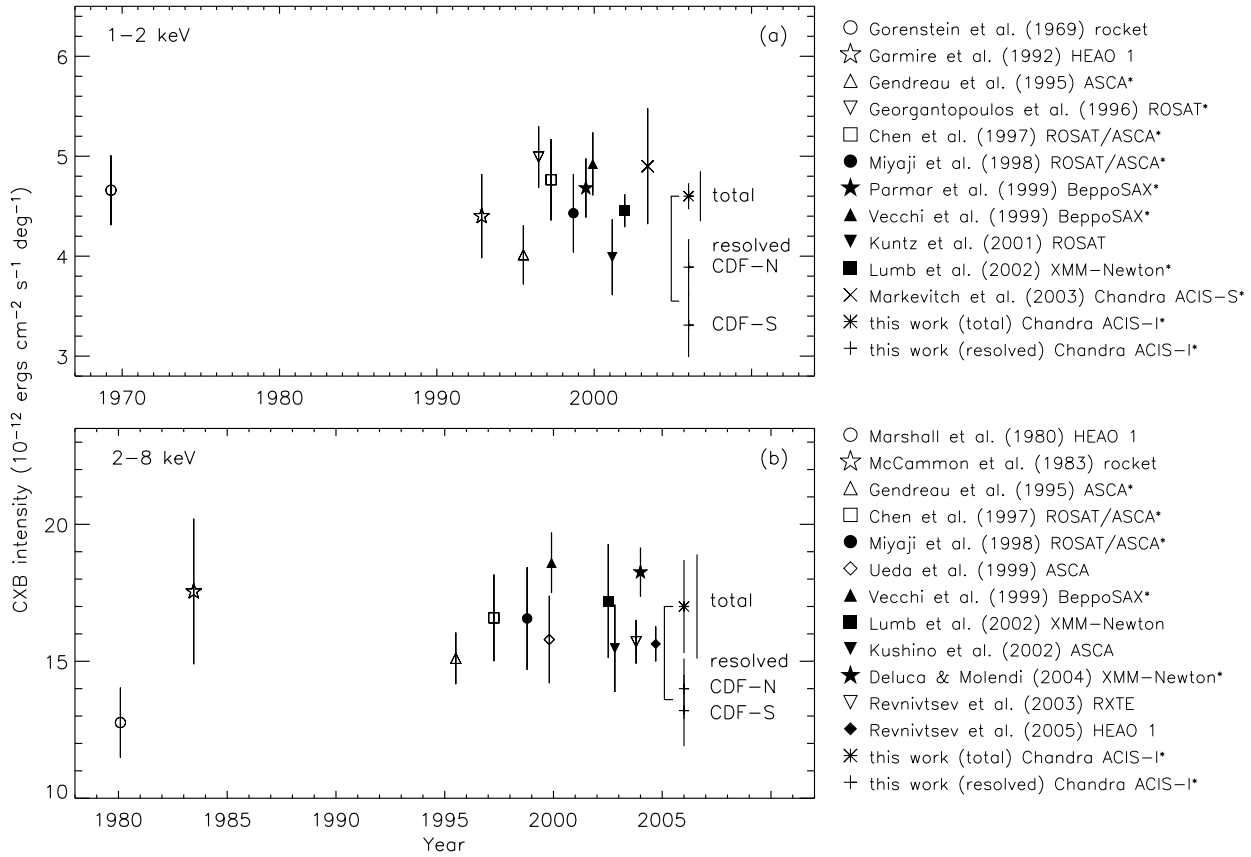 CXB intensity (10⁻¹² ergs cm⁻² s⁻¹ deg⁻¹)
1−2 keV
(a)
6
5
4
3
total
resolved
CDF−N
CDF−S
1970
1980
1990
2000
Gorenstein et al. (1969) rocket
Garmire et al. (1992) HEAO 1
Gendreau et al. (1995) ASCA*
Georgantopoulos et al. (1996) ROSAT*
Chen et al. (1997) ROSAT/ASCA*
Miyaji et al. (1998) ROSAT/ASCA*
Parmar et al. (1999) BeppoSAX*
Vecchi et al. (1999) BeppoSAX*
Kuntz et al. (2001) ROSAT
Lumb et al. (2002) XMM−Newton*
Markevitch et al. (2003) Chandra ACIS−S*
this work (total) Chandra ACIS−I*
this work (resolved) Chandra ACIS−I*
2−8 keV
(b)
20
15
10
total
resolved
CDF−N
CDF−S
1980
1985
1990
1995
2000
2005
Year
Marshall et al. (1980) HEAO 1
McCammon et al. (1983) rocket
Gendreau et al. (1995) ASCA*
Chen et al. (1997) ROSAT/ASCA*
Miyaji et al. (1998) ROSAT/ASCA*
Ueda et al. (1999) ASCA
Vecchi et al. (1999) BeppoSAX*
Lumb et al. (2002) XMM−Newton
Kushino et al. (2002) ASCA
Deluca & Molendi (2004) XMM−Newton*
Revnivtsev et al. (2003) RXTE
Revnivtsev et al. (2005) HEAO 1
this work (total) Chandra ACIS−I*
this work (resolved) Chandra ACIS−I*